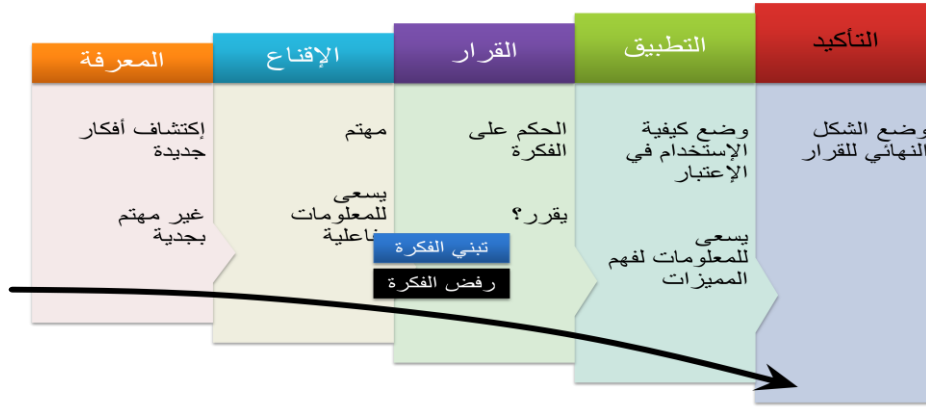 المعرفة
إكتشاف أفكار
جديدة
غير مهتم
بجدية
الإقناع
مهتم
يسعى
للمعلومات
بفاعلية
القرار
الحكم على
الفكرة
يقرر؟
تبني الفكرة
رفض الفكرة
التطبيق
وضع كيفية
الإستخدام في
الإعتبار
يسعى
للمعلومات لفهم
المميزات
التأكيد
وضع الشكل
النهائي للقرار